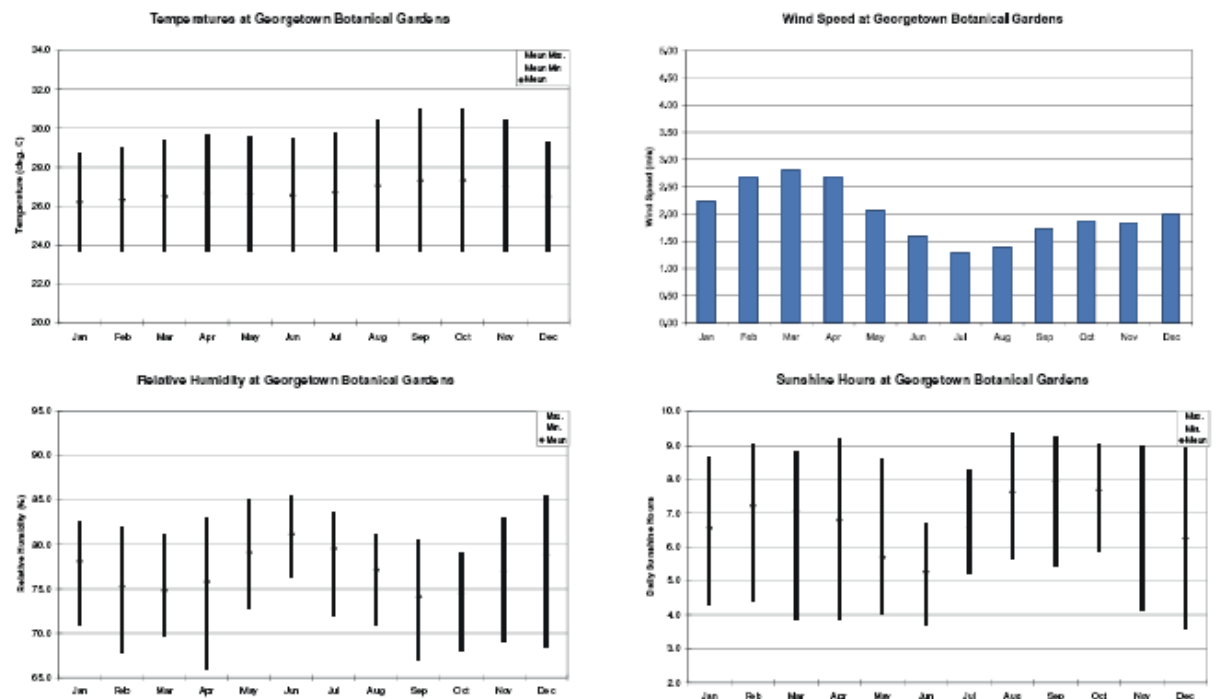 Temperatures at Georgetown Botanical Gardens
34.0
32.0
30.0
28.0
26.0
24.0
22.0
20.0
Temperature (deg. C)
Mean Max.
Mean Min
Mean
Jan Feb Mar Apr May Jun Jul Aug Sep Oct Nov Dec
Wind Speed at Georgetown Botanical Gardens
5,00
4,50
4,00
3,50
3,00
2,50
2,00
1,50
1,00
0,50
0,00
Wind Speed (m/s)
Jan Feb Mar Apr May Jun Jul Aug Sep Oct Nov Dec
Relative Humidity at Georgetown Botanical Gardens
95.0
90.0
85.0
80.0
75.0
70.0
65.0
Relative Humidity (%)
Max.
Min.
Mean
Jan Feb Mar Apr May Jun Jul Aug Sep Oct Nov Dec
Sunshine Hours at Georgetown Botanical Gardens
10.0
9.0
8.0
7.0
6.0
5.0
4.0
3.0
2.0
Daily Sunshine Hours
Max.
Min.
Mean
Jan Feb Mar Apr May Jun Jul Aug Sep Oct Nov Dec